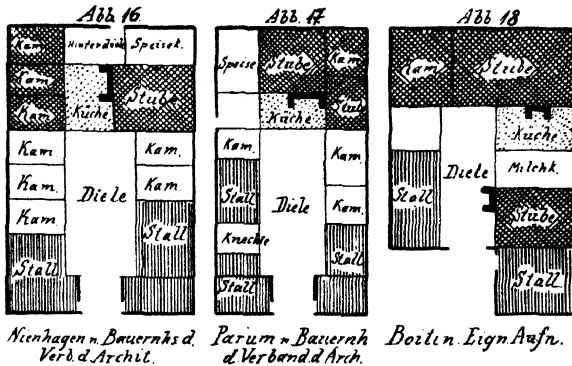 Abb 16.
Kam.
Hinterdiele
Speisek.
Kam.
Stube
Kam.
Küche
Kam.
Kam.
Kam.
Kam.
Diele
Kam.
Stall
Stall
Nienhagen n. Bauernhs d.
Verb. d. Archit.
Abb. 17
Speise
Stube
Kam
Küche
Stub.
Kam.
Kam.
Stall
Diele
Kam.
Knechte
Stall
Stall
Parum n. Bauernh
d. Verband. d Arch.
Abb 18
Kam
Stube
Küche
Diele
Milchk.
Stall
Stube
Stall
Boitin. Eign. Aufn.